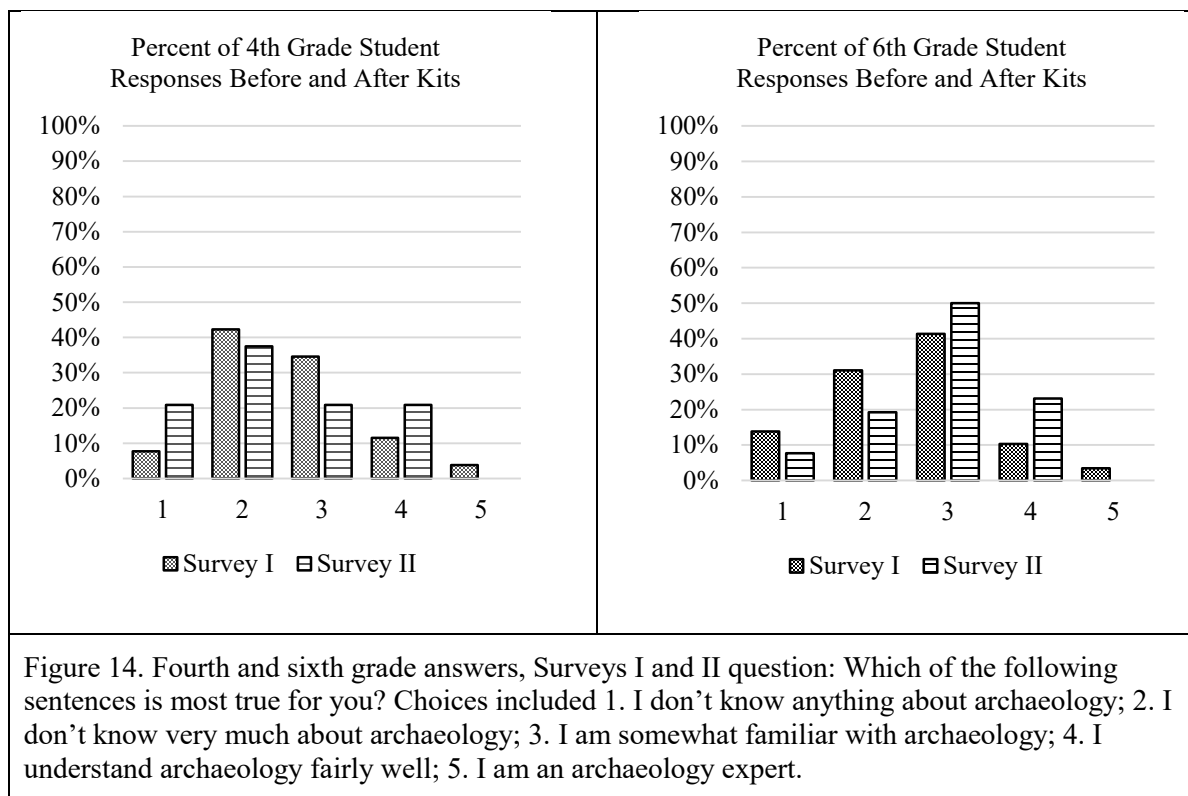 Percent of 4th Grade Student
Responses Before and After Kits
100%
90%
80%
70%
60%
50%
40%
30%
20%
10%
0%
1 2 3 4 5
Survey I Survey II
Percent of 6th Grade Student
Responses Before and After Kits
100%
90%
80%
70%
60%
50%
40%
30%
20%
10%
0%
1 2 3 4 5
Survey I Survey II
Figure 14. Fourth and sixth grade answers, Surveys I and II question: Which of the following
sentences is most true for you? Choices included 1. I don’t know anything about archaeology; 2. I
don’t know very much about archaeology; 3. I am somewhat familiar with archaeology; 4. I
understand archaeology fairly well; 5. I am an archaeology expert.